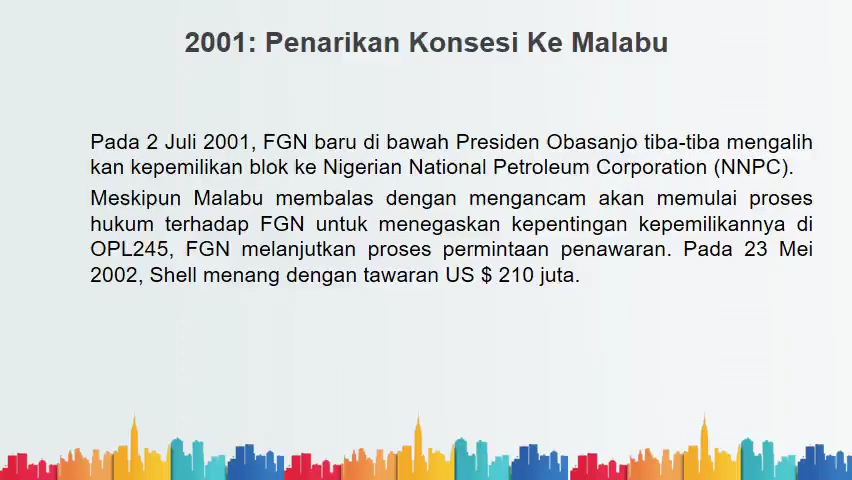 2001: Penarikan Konsesi Ke Malabu
Pada 2 Juli 2001, FGN baru di bawah Presiden Obasanjo tiba-tiba mengalih
kan kepemilikan blok ke Nigerian National Petroleum Corporation (NNPC).
Meskipun Malabu membalas dengan mengancam akan memulai proses
hukum terhadap FGN untuk menegaskan kepentingan kepemilikannya di
OPL245, FGN melanjutkan proses permintaan penawaran. Pada 23 Mei
2002, Shell menang dengan tawaran US $ 210 juta.